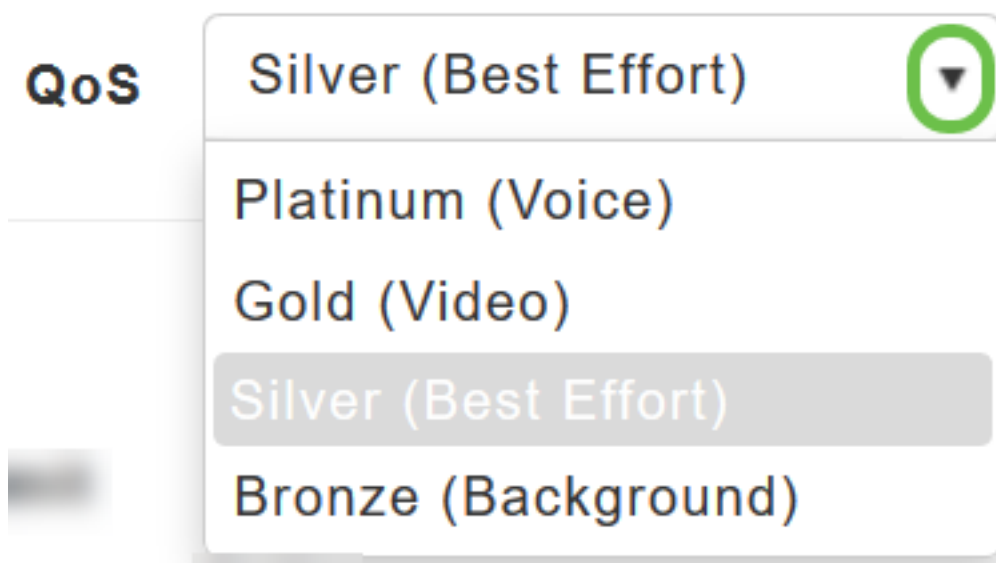 QoS Silver (Best Effort)
Platinum (Voice)
Gold (Video)
Silver (Best Effort)
Bronze (Background)